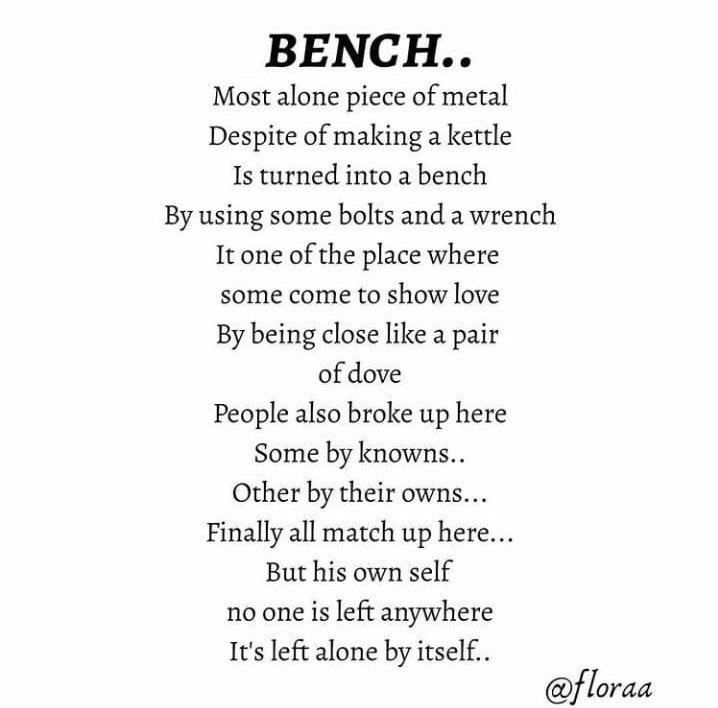 BENCH..
Most alone piece of metal
Despite of making a kettle
Is turned into a bench
By using some bolts and a wrench
It one of the place where
some come to show love
By being close like a pair
of dove
People also broke up here
Some by knowns..
Other by their owns...
Finally all match up here...
But his own self
no one is left anywhere
It's left alone by itself..
@floraa